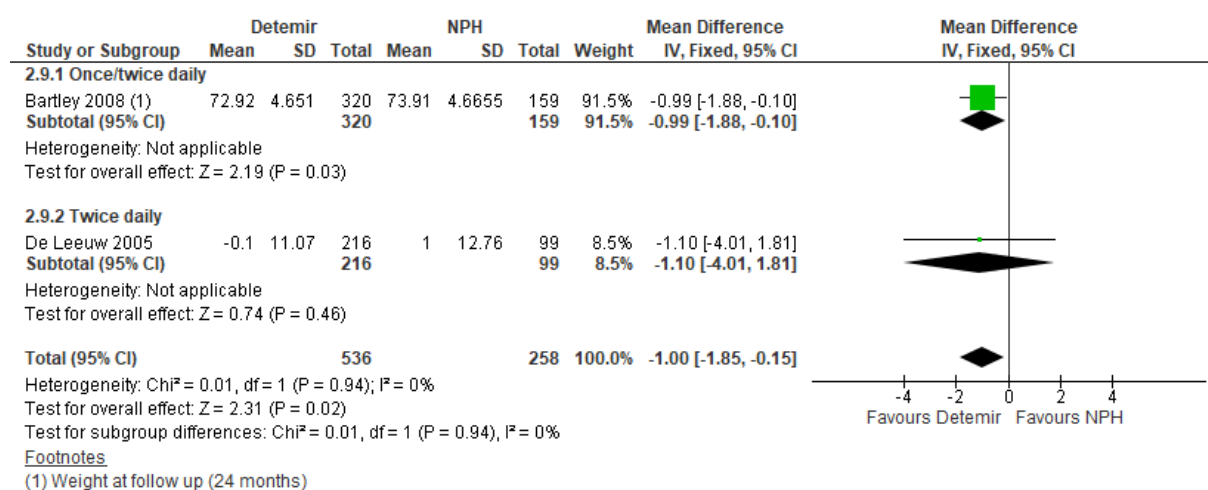 Detemir NPH Mean Difference Mean Difference
Study or Subgroup Mean SD Total Mean SD Total Weight IV, Fixed, 95% CI IV, Fixed, 95% CI
2.9.1 Once/twice daily
Bartley 2008 (1) 72.92 4.651 320 73.91 4.6655 159 91.5% -0.99 [-1.88, -0.10]
Subtotal (95% CI) 320 159 91.5% -0.99 [-1.88, -0.10]
Heterogeneity: Not applicable
Test for overall effect: Z = 2.19 (P = 0.03)
2.9.2 Twice daily
De Leeuw 2005 -0.1 11.07 216 1 12.76 99 8.5% -1.10 [-4.01, 1.81]
Subtotal (95% CI) 216 99 8.5% -1.10 [-4.01, 1.81]
Heterogeneity: Not applicable
Test for overall effect: Z = 0.74 (P = 0.46)
Total (95% CI) 536 258 100.0% -1.00 [-1.85, -0.15]
Heterogeneity: Chi² = 0.01, df = 1 (P = 0.94); I² = 0%
Test for overall effect: Z = 2.31 (P = 0.02)
Test for subgroup differences: Chi² = 0.01, df = 1 (P = 0.94), I² = 0%
-4 -2 0 2 4
Favours Detemir Favours NPH
Footnotes
(1) Weight at follow up (24 months)